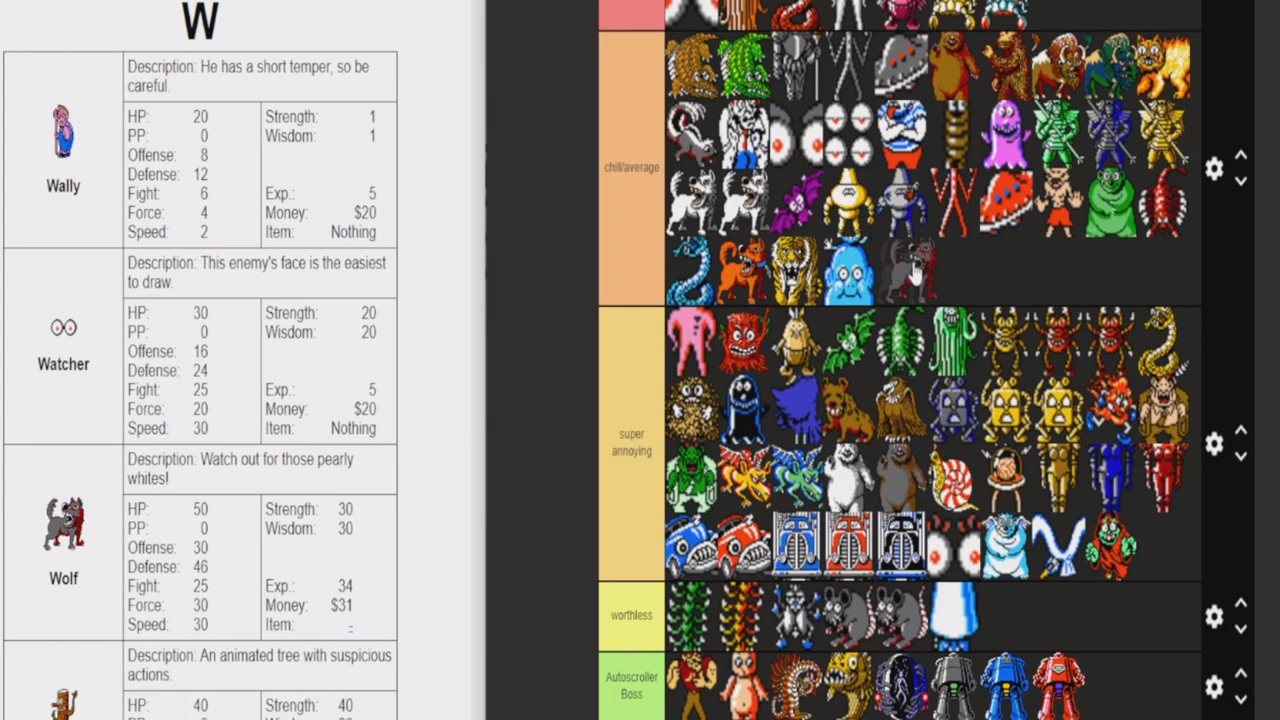 W
Wally
Description: He has a short temper, so be
careful.
HP: 20
PP: 0
Offense: 8
Defense: 12
Fight: 6
Force: 4
Speed: 2
Strength: 1
Wisdom: 1
Exp.: 5
Money: $20
Item: Nothing
Watcher
Description: This enemy's face is the easiest
to draw.
HP: 30
PP: 0
Offense: 16
Defense: 24
Fight: 25
Force: 20
Speed: 30
Strength: 20
Wisdom: 20
Exp.: 5
Money: $20
Item: Nothing
Wolf
Description: Watch out for those pearly
whites!
HP: 50
PP: 0
Offense: 30
Defense: 46
Fight: 25
Force: 30
Speed: 30
Strength: 30
Wisdom: 30
Exp.: 34
Money: $31
Item: -
Description: An animated tree with suspicious
actions.
HP: 40
Strength: 40
chill/average
super
annoying
worthless
Autoscroller
Boss